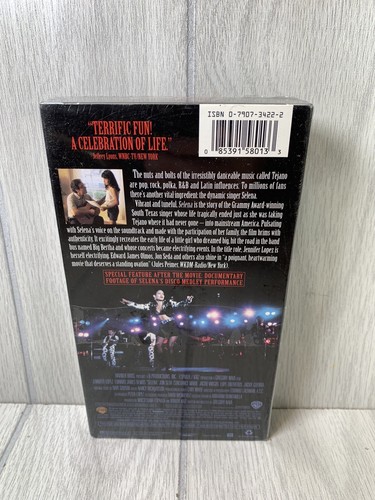 ISBN 0-7907-3422-2
"TERRIFIC FUN!
A CELEBRATION OF LIFE."
Jeffery Lyons, WNBC-TV/NEW YORK
0 85391 58013 3
The nuts and bolts of the irresistibly danceable music called Tejano
are pop, rock, polka, R&B and Latin influences. To millions of fans
there's another vital ingredient: the dynamic singer Selena.
Vibrant and tuneful, Selena is the story of the Grammy Award-winning
South Texas singer whose life tragically ended just as she was taking
Tejano where it had never gone – into mainstream America. Pulsating
with Selena's voice on the soundtrack and made with the participation of her family, the film brims with
authenticity. It excitingly recreates the early life of a little girl who dreamed big, hit the road in the band
bus named Big Bertha and whose concerts became electrifying events. In the title role, Jennifer Lopez is
herself electrifying. Edward James Olmos, Jon Seda and others also shine in "a poignant, heartwarming
movie that deserves a standing ovation"
SPECIAL FEATURE AFTER THE MOVIE: DOCUMENTARY
FOOTAGE OF SELENA'S DISCO MEDLEY PERFORMANCE